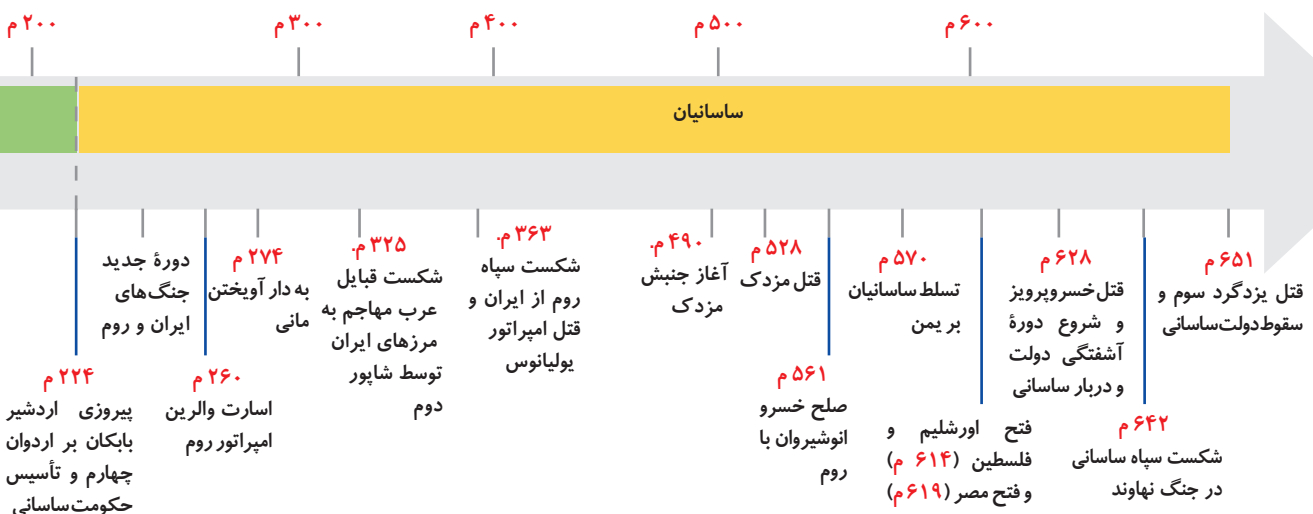 ۲۰۰ م
۳۰۰ م
۴۰۰ م
۵۰۰ م
۶۰۰ م
ساسانیان
۲۲۴ م
پیروزی اردشیر
بابکان بر اردوان
چهارم و تأسیس
حکومت ساسانی
دورهٔ جدید
جنگ‌های
ایران و روم
۲۶۰ م
اسارت والرین
امپراتور روم
۲۷۴ م
به دار آویختن
مانی
۳۲۵ م.
شکست قبایل
عرب مهاجم به
مرزهای ایران
توسط شاپور
دوم
۳۶۳ م.
شکست سپاه
روم از ایران و
قتل امپراتور
یولیانوس
۴۹۰ م.
آغاز جنبش
مزدک
۵۲۸ م
قتل مزدک
۵۶۱ م
صلح خسرو
انوشیروان با
روم
۵۷۰ م
تسلط ساسانیان
بر یمن
فتح اورشلیم و
فلسطین (۶۱۴ م)
و فتح مصر (۶۱۹ م)
۶۲۸ م
قتل خسروپرویز
و شروع دورهٔ
آشفتگی دولت
و دربار ساسانی
۶۴۲ م
شکست سپاه ساسانی
در جنگ نهاوند
۶۵۱ م
قتل یزدگرد سوم و
سقوط دولت ساسانی